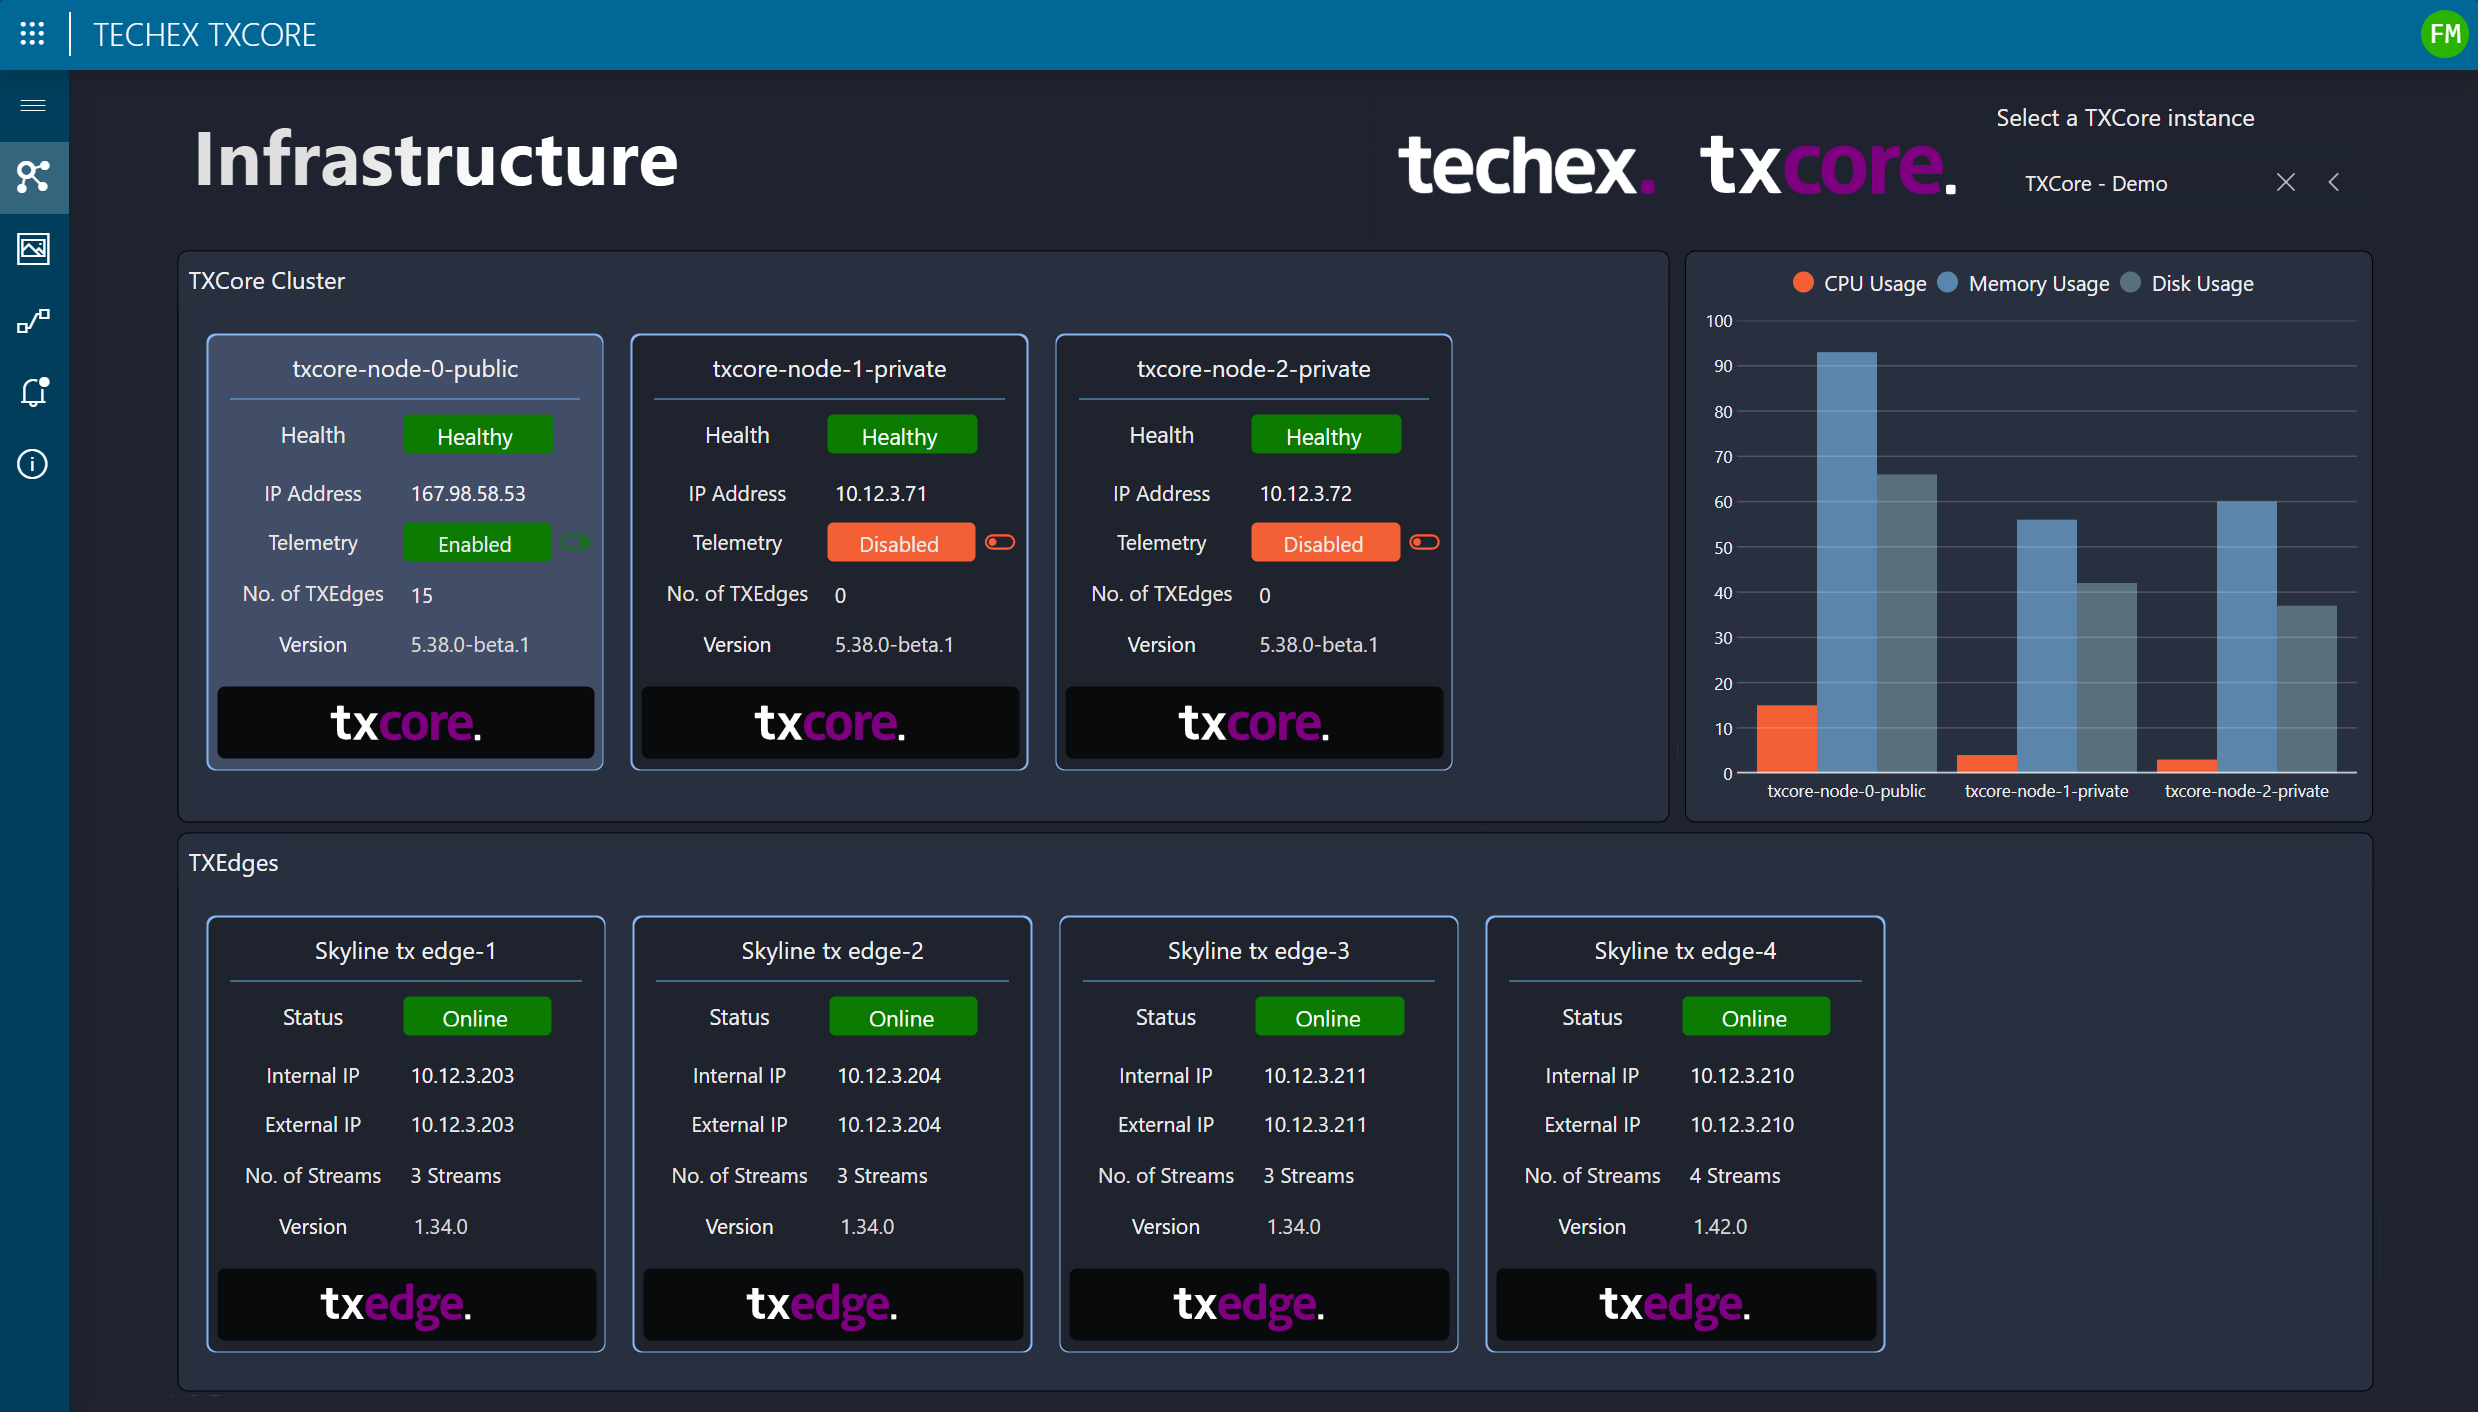 TECHEX TXCORE
FM
Infrastructure
techex. txcore.
Select a TXCore instance
TXCore - Demo
TXCore Cluster
txcore-node-0-public
Health Healthy
IP Address 167.98.58.53
Telemetry Enabled
No. of TXEdges 15
Version 5.38.0-beta.1
txcore.
txcore-node-1-private
Health Healthy
IP Address 10.12.3.71
Telemetry Disabled
No. of TXEdges 0
Version 5.38.0-beta.1
txcore.
txcore-node-2-private
Health Healthy
IP Address 10.12.3.72
Telemetry Disabled
No. of TXEdges 0
Version 5.38.0-beta.1
txcore.
CPU Usage Memory Usage Disk Usage
100
90
80
70
60
50
40
30
20
10
0
txcore-node-0-public txcore-node-1-private txcore-node-2-private
TXEdges
Skyline tx edge-1
Status Online
Internal IP 10.12.3.203
External IP 10.12.3.203
No. of Streams 3 Streams
Version 1.34.0
txedge.
Skyline tx edge-2
Status Online
Internal IP 10.12.3.204
External IP 10.12.3.204
No. of Streams 3 Streams
Version 1.34.0
txedge.
Skyline tx edge-3
Status Online
Internal IP 10.12.3.211
External IP 10.12.3.211
No. of Streams 3 Streams
Version 1.34.0
txedge.
Skyline tx edge-4
Status Online
Internal IP 10.12.3.210
External IP 10.12.3.210
No. of Streams 4 Streams
Version 1.42.0
txedge.